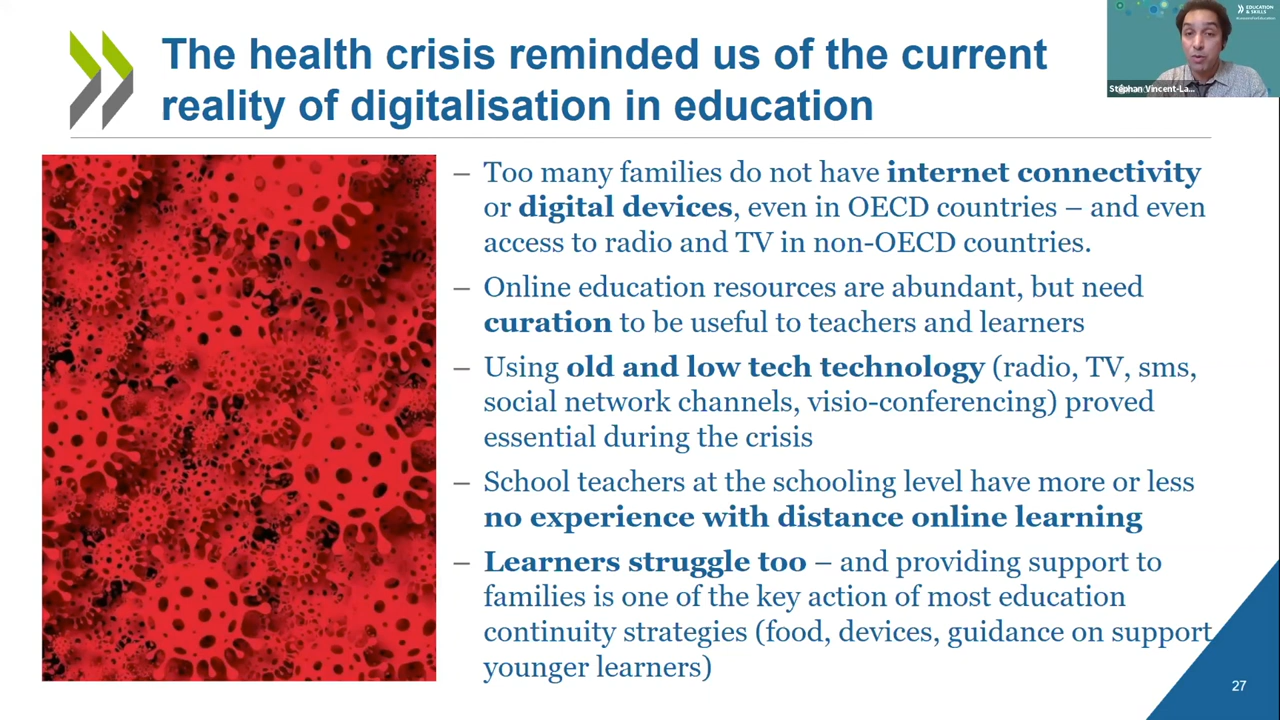 The health crisis reminded us of the current
reality of digitalisation in education
EDUCATION
& SKILLS
Stéphan Vincent-La...
– Too many families do not have internet connectivity
or digital devices, even in OECD countries – and even
access to radio and TV in non-OECD countries.
– Online education resources are abundant, but need
curation to be useful to teachers and learners
– Using old and low tech technology (radio, TV, sms,
social network channels, visio-conferencing) proved
essential during the crisis
– School teachers at the schooling level have more or less
no experience with distance online learning
– Learners struggle too – and providing support to
families is one of the key action of most education
continuity strategies (food, devices, guidance on support
younger learners)
27